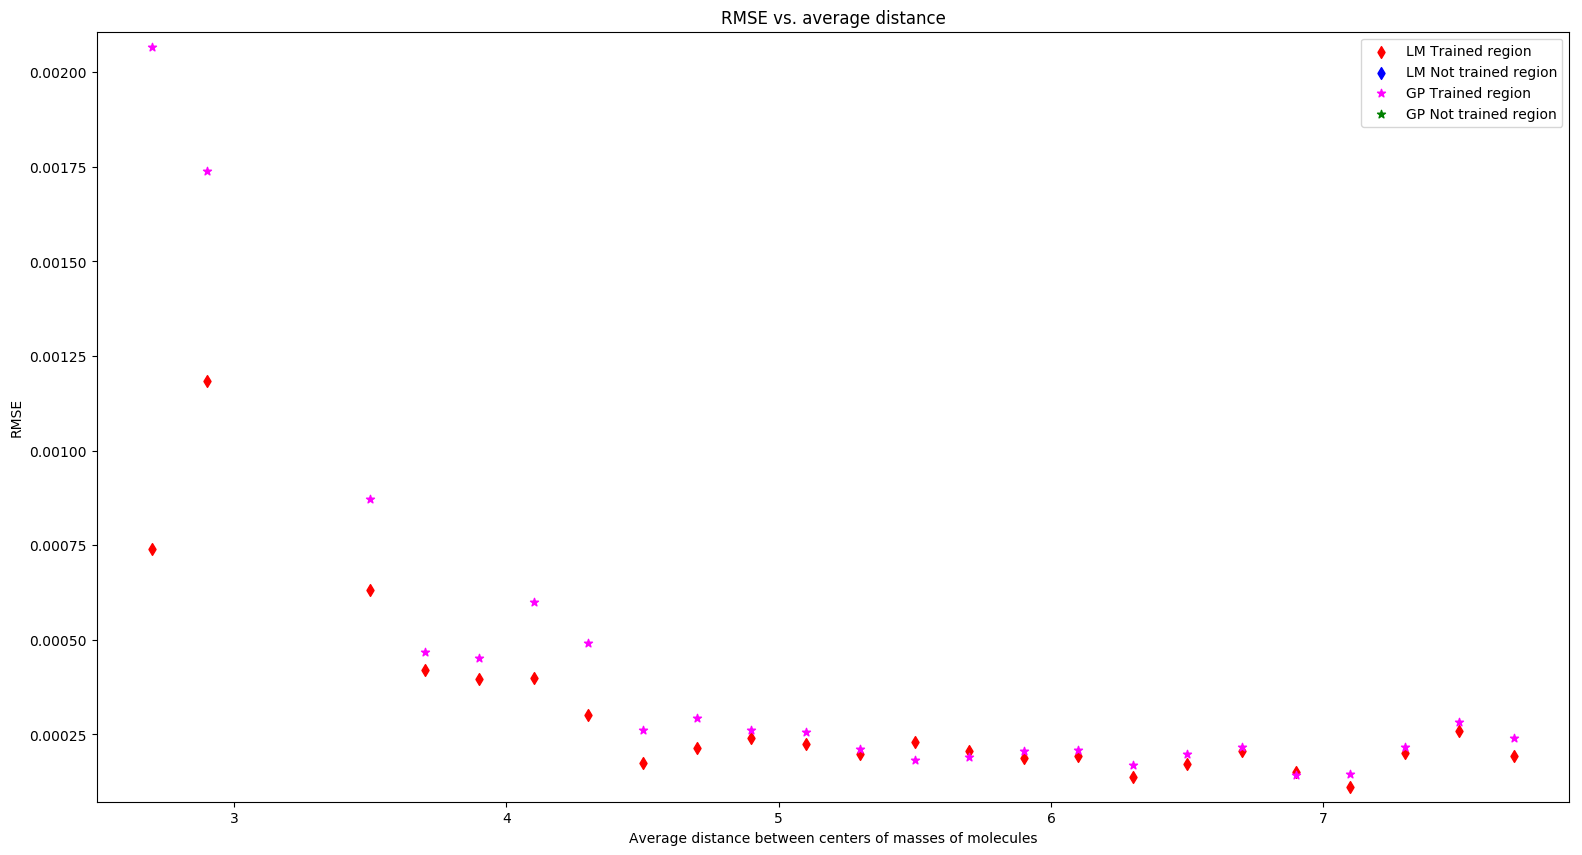 RMSE vs. average distance
LM Trained region
LM Not trained region
GP Trained region
GP Not trained region
0.00200
0.00175
0.00150
0.00125
0.00100
0.00075
0.00050
0.00025
RMSE
3 4 5 6 7
Average distance between centers of masses of molecules